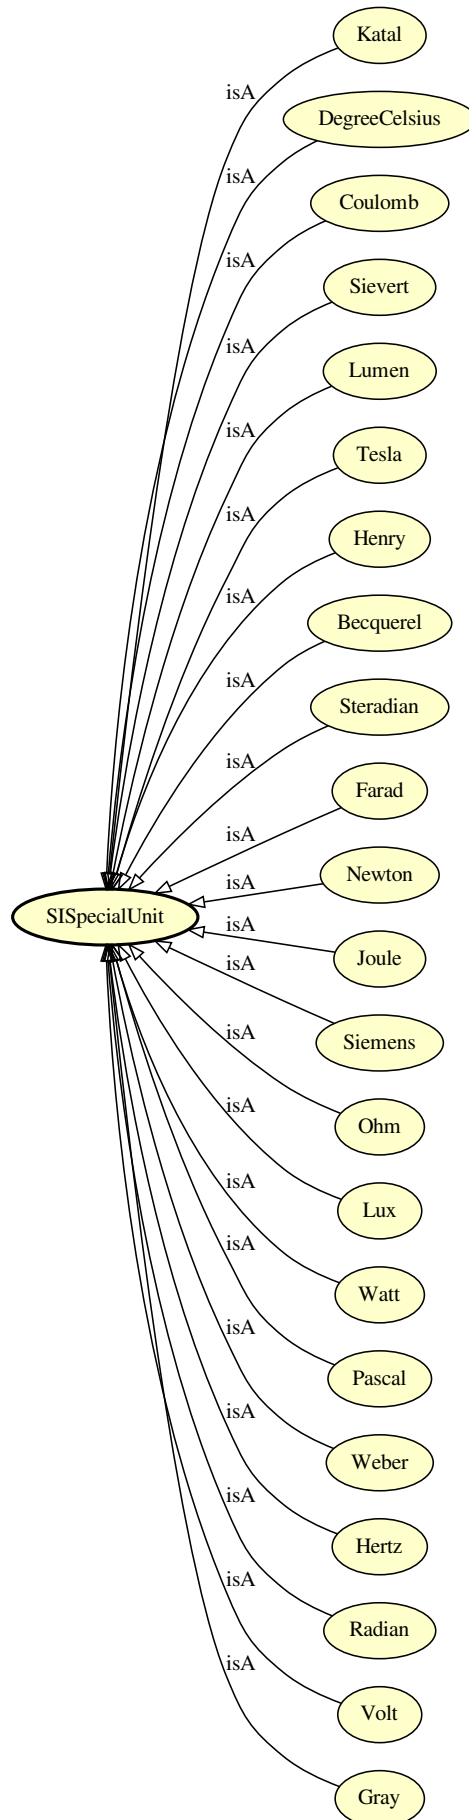 Katal
isA
DegreeCelsius
isA
Coulomb
isA
Sievert
isA
Lumen
isA
Tesla
isA
Henry
isA
Becquerel
isA
Steradian
isA
Farad
isA
Newton
isA
SISpecialUnit
isA
Joule
isA
Siemens
isA
Ohm
isA
Lux
isA
Watt
isA
Pascal
isA
Weber
isA
Hertz
isA
Radian
isA
Volt
isA
Gray